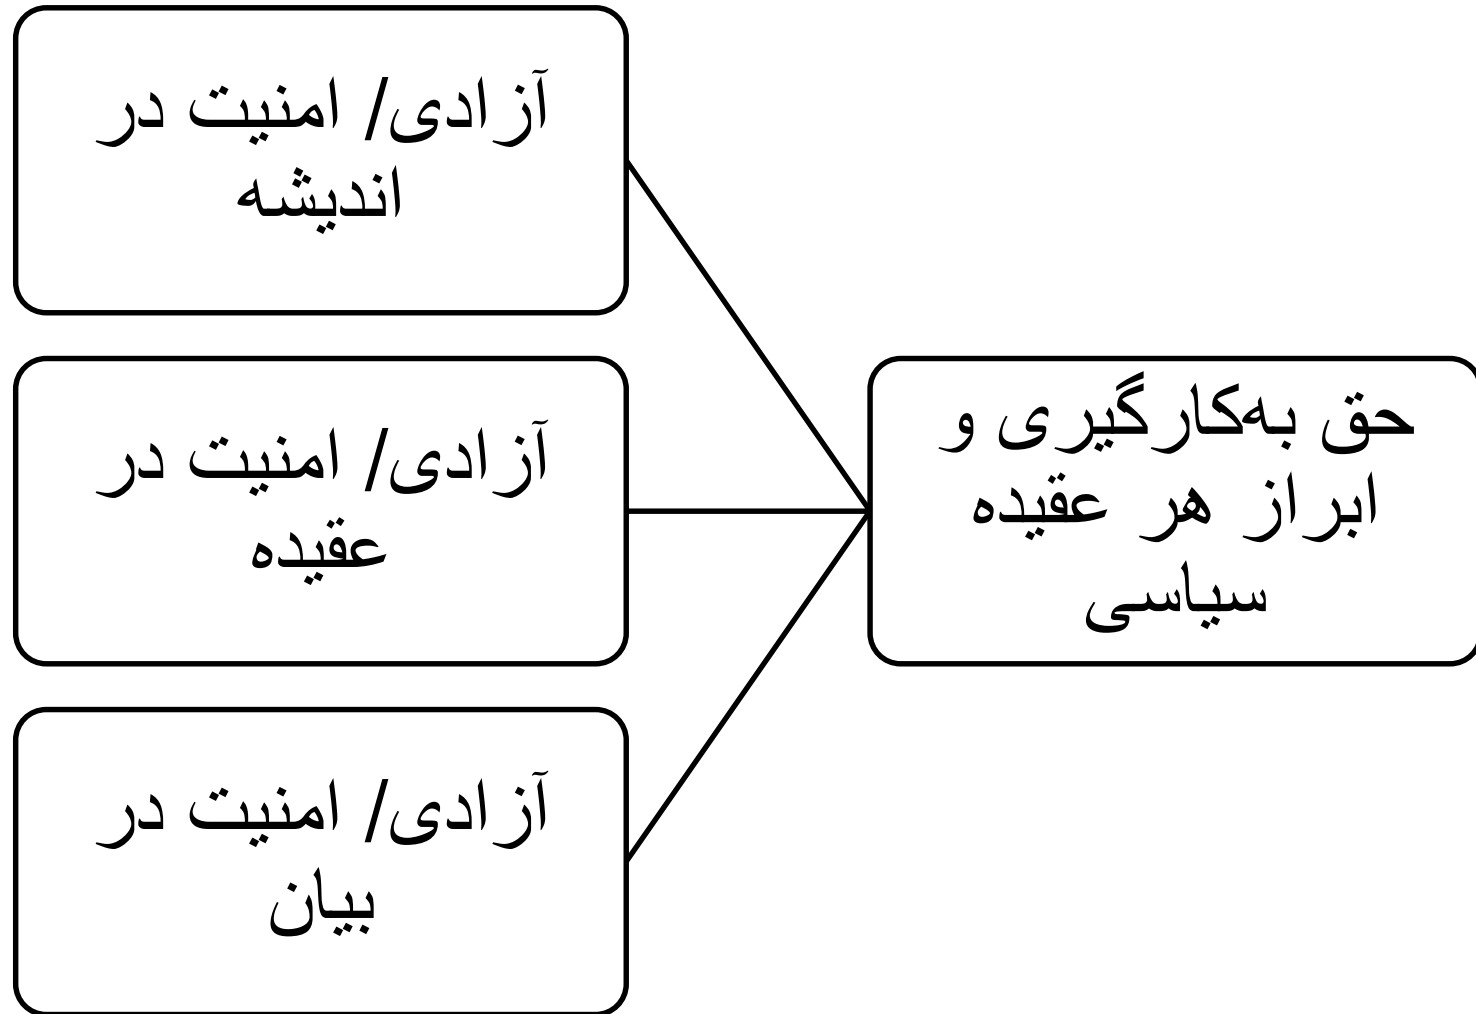 حق به‌کارگیری و
ابراز هر عقیده
سیاسی
آزادی/ امنیت در
اندیشه
آزادی/ امنیت در
عقیده
آزادی/ امنیت در
بیان